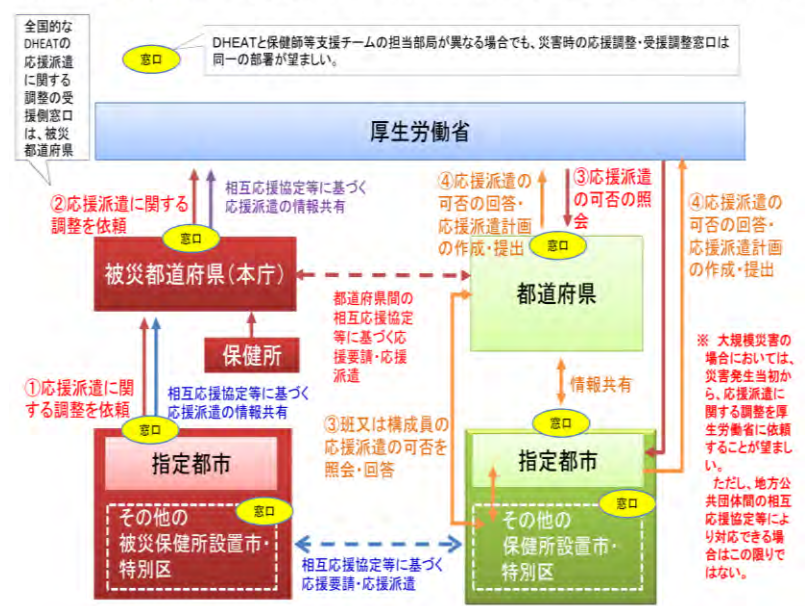 全国的な
DHEATの
応援派遣
に関する
調整の受
援側窓口
は、被災
都道府県
窓口
DHEATと保健師等支援チームの担当部局が異なる場合でも、災害時の応援調整・受援調整窓口は
同一の部署が望ましい。
厚生労働省
②応援派遣に関する
調整を依頼
相互応援協定等に基づく
応援派遣の情報共有
④応援派遣の
可否の回答・
応援派遣計画
の作成・提出
③応援派遣
の可否の照
会
④応援派遣の
可否の回答・
応援派遣計画
の作成・提出
窓口
被災都道府県(本庁)
窓口
都道府県
都道府県間の
相互応援協定
等に基づく応
援要請・応援
派遣
保健所
①応援派遣に関
する調整を依頼
相互応援協定等に基づく
応援派遣の情報共有
③班又は構成員の
応援派遣の可否を
照会・回答
情報共有
※ 大規模災害の
場合においては、
災害発生当初か
ら、応援派遣に
関する調整を厚
生労働省に依頼
することが望まし
い。
ただし、地方公
共団体間の相互
応援協定等によ
り対応できる場
合はこの限りで
はない。
窓口
指定都市
窓口
その他の
被災保健所設置市・
特別区
相互応援協定等に基づく
応援要請・応援派遣
窓口
指定都市
窓口
その他の
保健所設置市・
特別区